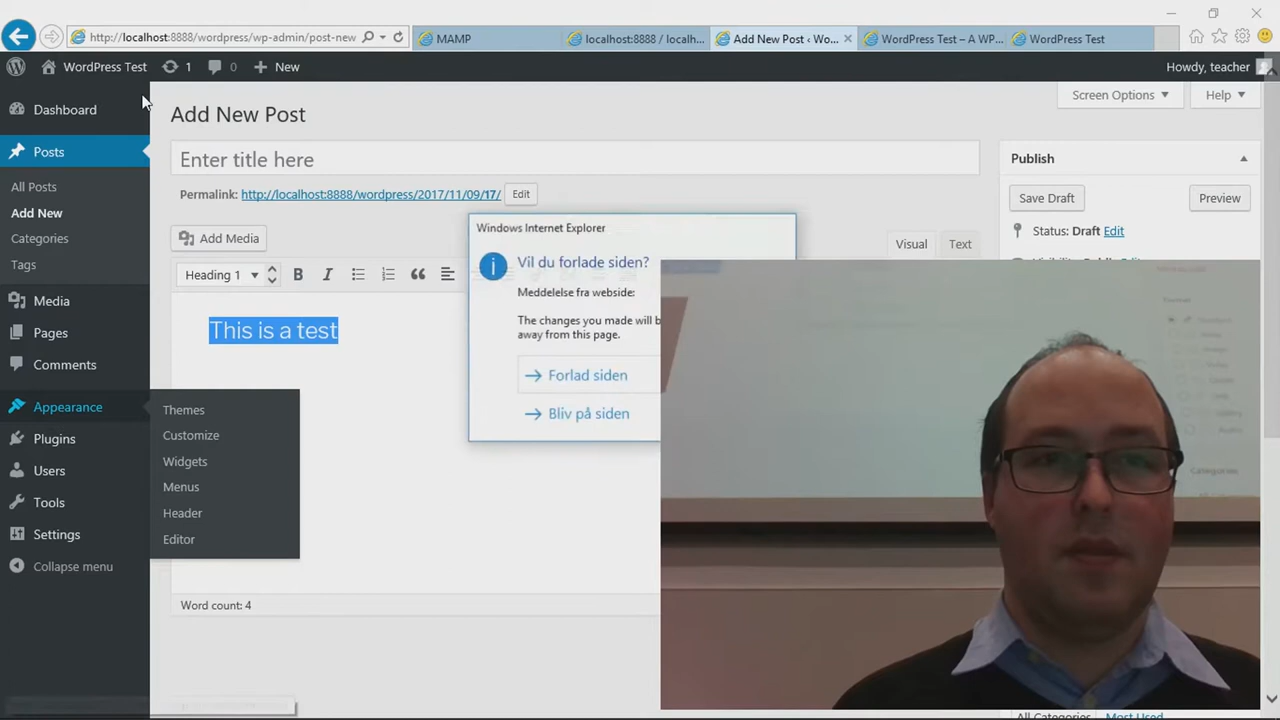 http://localhost:8888/wordpress/wp-admin/post-new
MAMP
localhost:8888 / localh...
Add New Post ‹ Wo...
WordPress Test – A WP...
WordPress Test
WordPress Test
1
0
New
Howdy, teacher
Dashboard
Posts
All Posts
Add New
Categories
Tags
Media
Pages
Comments
Appearance
Plugins
Users
Tools
Settings
Collapse menu
Themes
Customize
Widgets
Menus
Header
Editor
Screen Options
Help
Add New Post
Enter title here
Permalink: http://localhost:8888/wordpress/2017/11/09/17/ Edit
Add Media
Visual Text
Heading 1
This is a test
Word count: 4
Windows Internet Explorer
Vil du forlade siden?
Meddelelse fra webside:
The changes you made will b
away from this page.
Forlad siden
Bliv på siden
Publish
Save Draft
Preview
Status: Draft Edit
Categories
All Categories Most Used